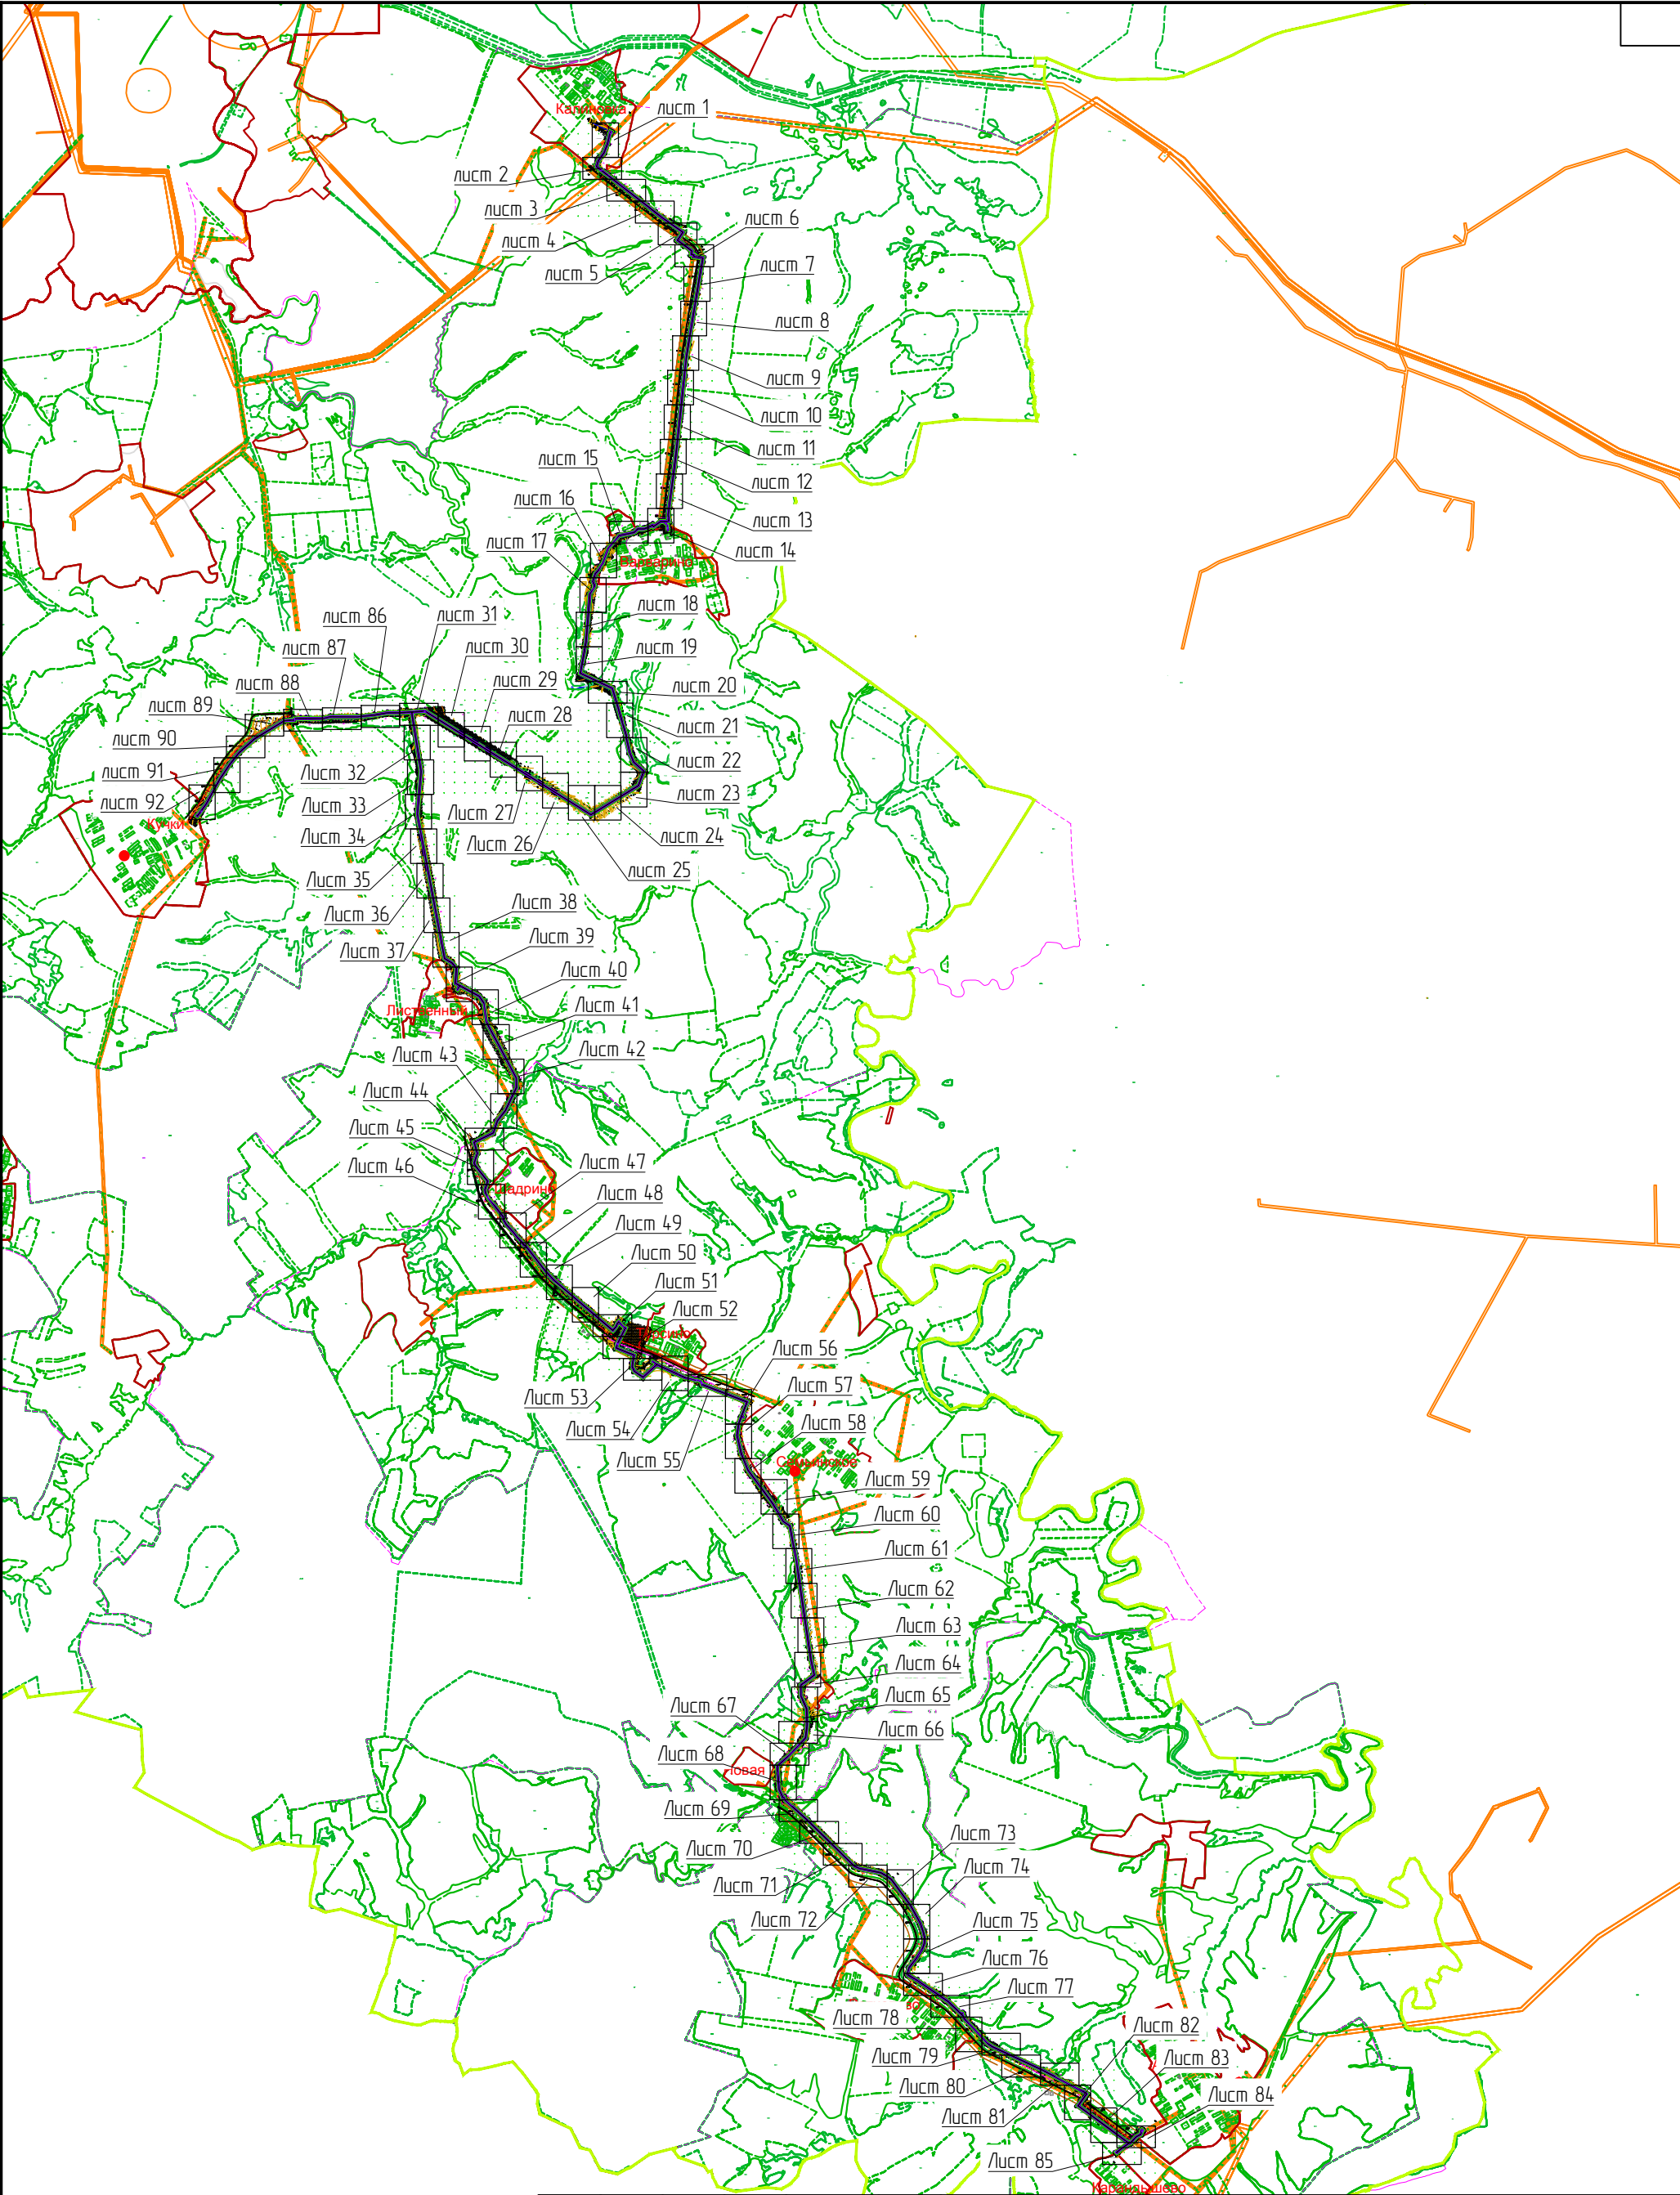 Калиновка
лист 1
лист 2
лист 3
лист 4
лист 5
лист 6
лист 7
лист 8
лист 9
лист 10
лист 11
лист 12
лист 13
лист 14
лист 15
лист 16
лист 17
Варварино
лист 18
лист 19
лист 20
лист 21
лист 22
лист 23
лист 24
лист 25
Лист 26
Лист 27
лист 28
лист 29
лист 30
лист 31
лист 86
лист 87
лист 88
лист 89
лист 90
лист 91
лист 92
Кучки
Лист 32
Лист 33
Лист 34
Лист 35
Лист 36
Лист 37
Лист 38
Лист 39
Лист 40
Лист 41
Лист 42
Лиственный
Лист 43
Лист 44
Лист 45
Лист 46
Лист 47
Лист 48
Лист 49
Лист 50
Лист 51
Лист 52
Лист 53
Лист 54
Лист 55
Лист 56
Лист 57
Лист 58
Семьинское
Лист 59
Лист 60
Лист 61
Лист 62
Лист 63
Лист 64
Лист 65
Лист 66
Лист 67
Лист 68
овая
Лист 69
Лист 70
Лист 71
Лист 72
Лист 73
Лист 74
Лист 75
Лист 76
Лист 77
во
Лист 78
Лист 79
Лист 80
Лист 81
Лист 82
Лист 83
Лист 84
Лист 85
Карандышево